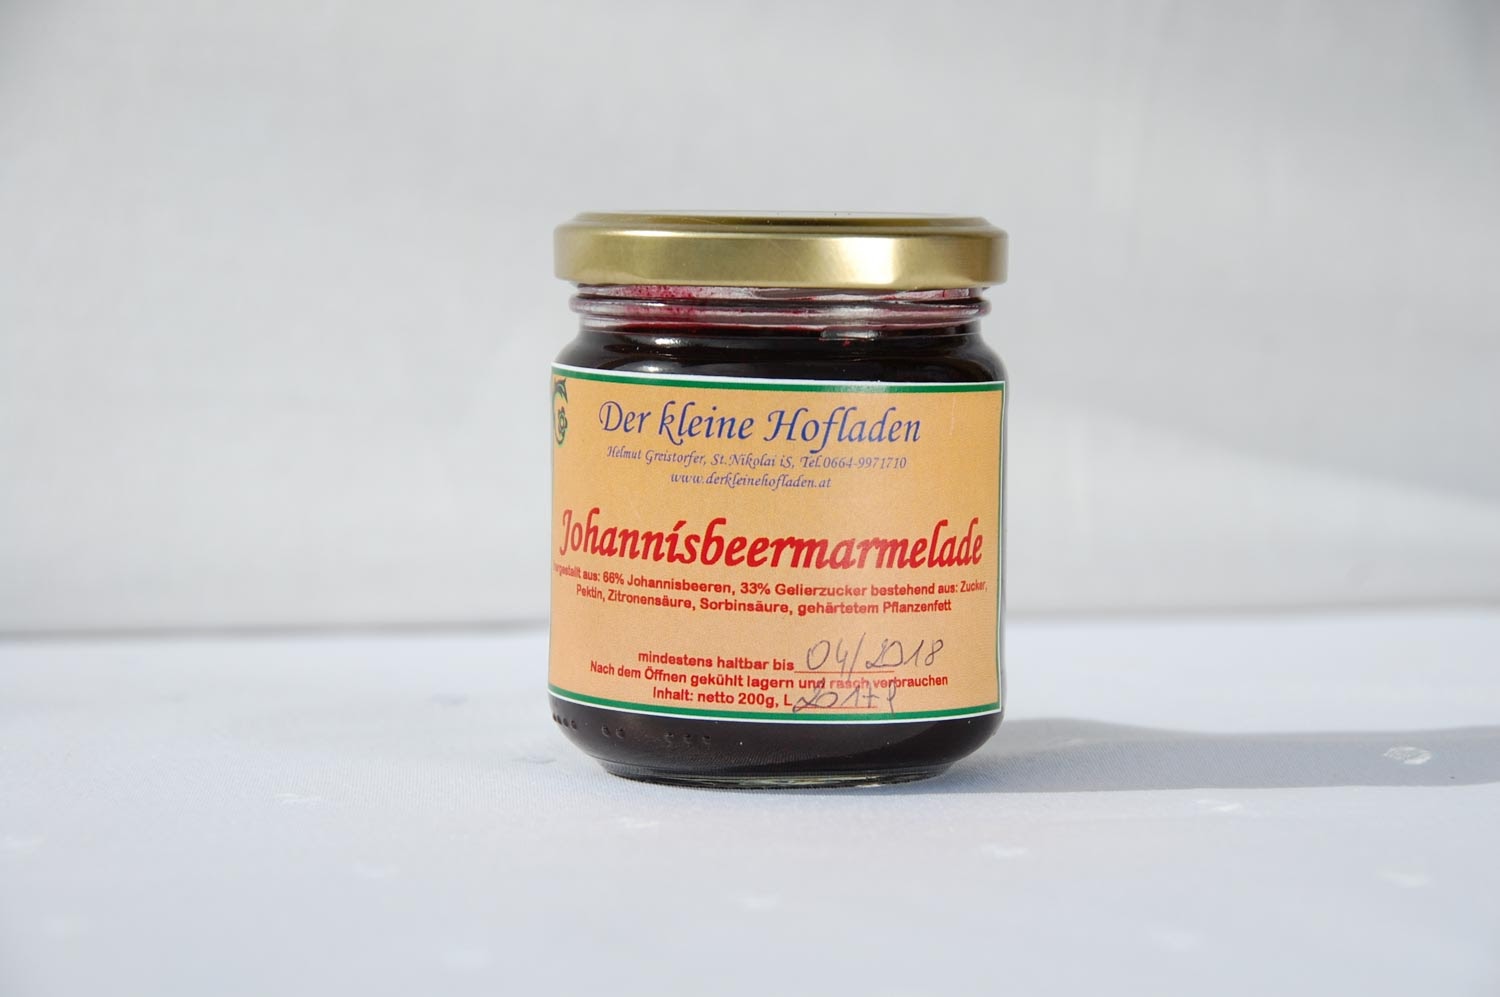 Der kleine Hofladen
Helmut Greistorfer, St.Nikolai iS, Tel.0664-9971710
www.derkleinehofladen.at
Johannisbeermarmelade
hergestellt aus: 66% Johannisbeeren, 33% Gelierzucker bestehend aus: Zucker,
Pektin, Zitronensäure, Sorbinsäure, gehärtetem Pflanzenfett
mindestens haltbar bis 04/2018
Nach dem Öffnen gekühlt lagern und rasch verbrauchen
Inhalt: netto 200g, L